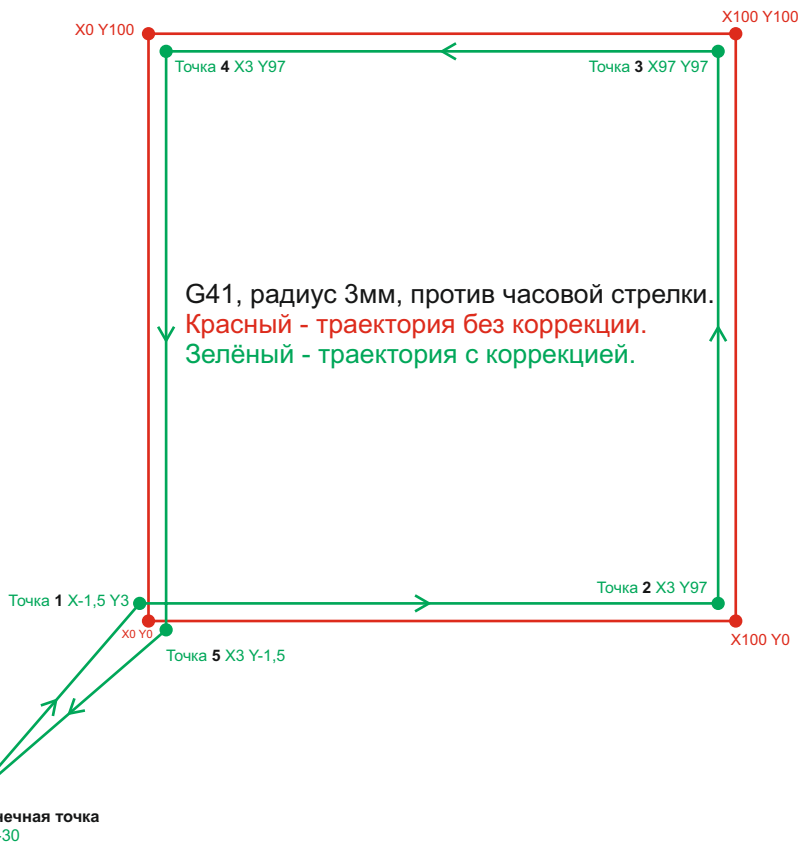 X100 Y100
X0 Y100
Точка 4 X3 Y97
Точка 3 X97 Y97
G41, радиус 3мм, против часовой стрелки.
Красный - траектория без коррекции.
Зелёный - траектория с коррекцией.
Точка 2 X3 Y97
Точка 1 X-1,5 Y3
X0 Y0
X100 Y0
Точка 5 X3 Y-1,5
точка
30